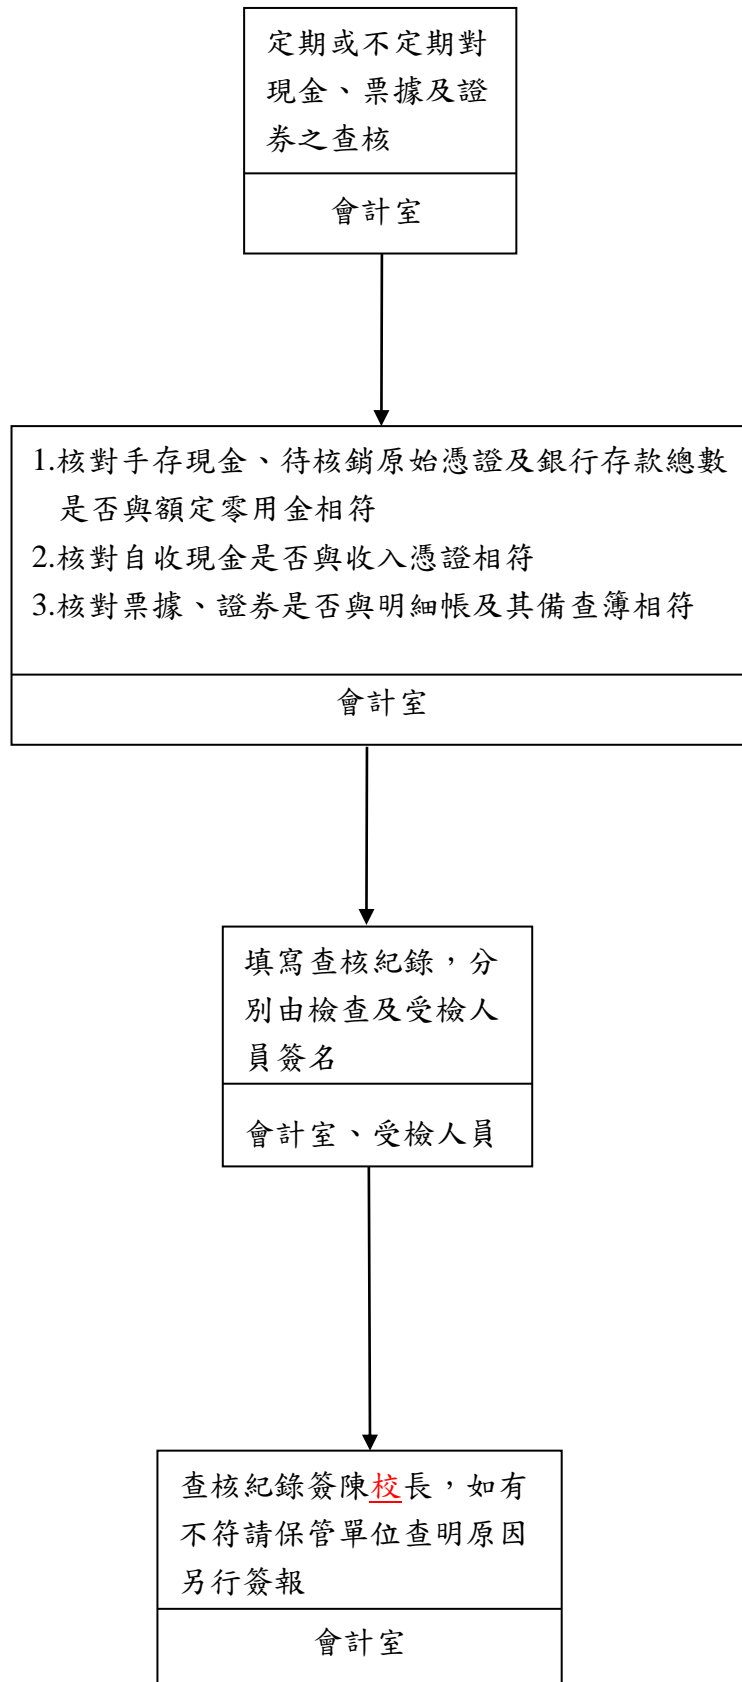 定期或不定期對
現金、票據及證
券之查核
會計室
1.核對手存現金、待核銷原始憑證及銀行存款總數
是否與額定零用金相符
2.核對自收現金是否與收入憑證相符
3.核對票據、證券是否與明細帳及其備查簿相符
會計室
填寫查核紀錄，分
別由檢查及受檢人
員簽名
會計室、受檢人員
查核紀錄簽陳校長，如有
不符請保管單位查明原因
另行簽報
會計室